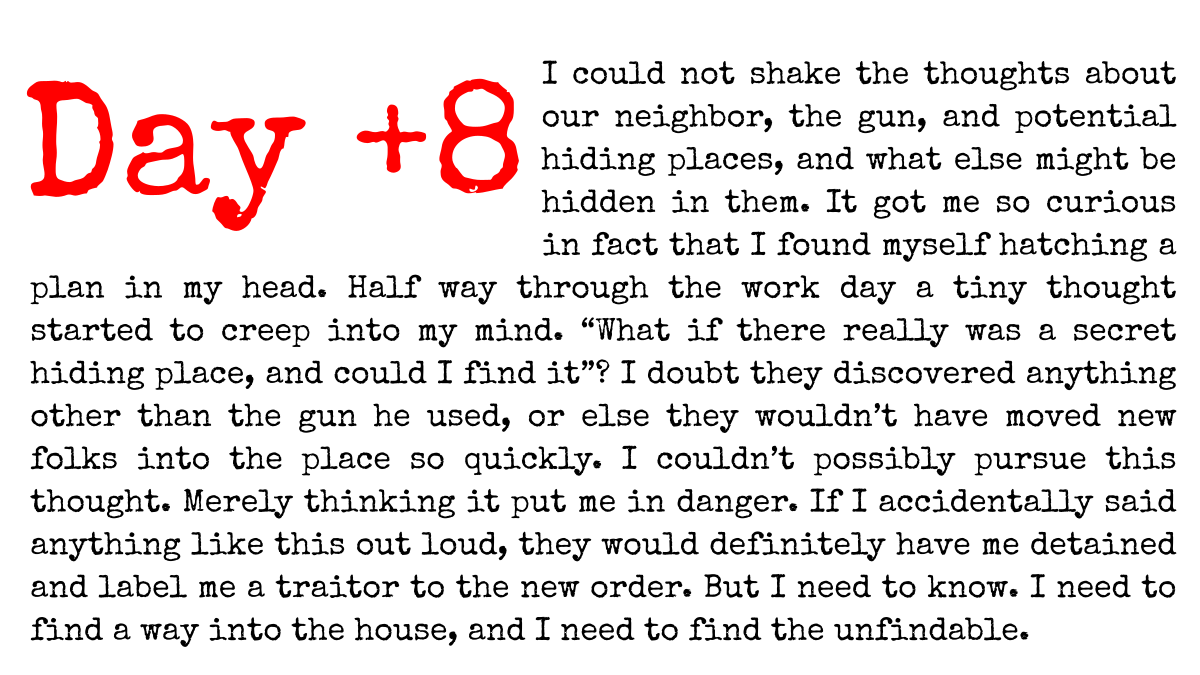 Day +8
I could not shake the thoughts about
our neighbor, the gun, and potential
hiding places, and what else might be
hidden in them. It got me so curious
in fact that I found myself hatching a
plan in my head. Half way through the work day a tiny thought
started to creep into my mind. “What if there really was a secret
hiding place, and could I find it”? I doubt they discovered anything
other than the gun he used, or else they wouldn’t have moved new
folks into the place so quickly. I couldn’t possibly pursue this
thought. Merely thinking it put me in danger. If I accidentally said
anything like this out loud, they would definitely have me detained
and label me a traitor to the new order. But I need to know. I need to
find a way into the house, and I need to find the unfindable.